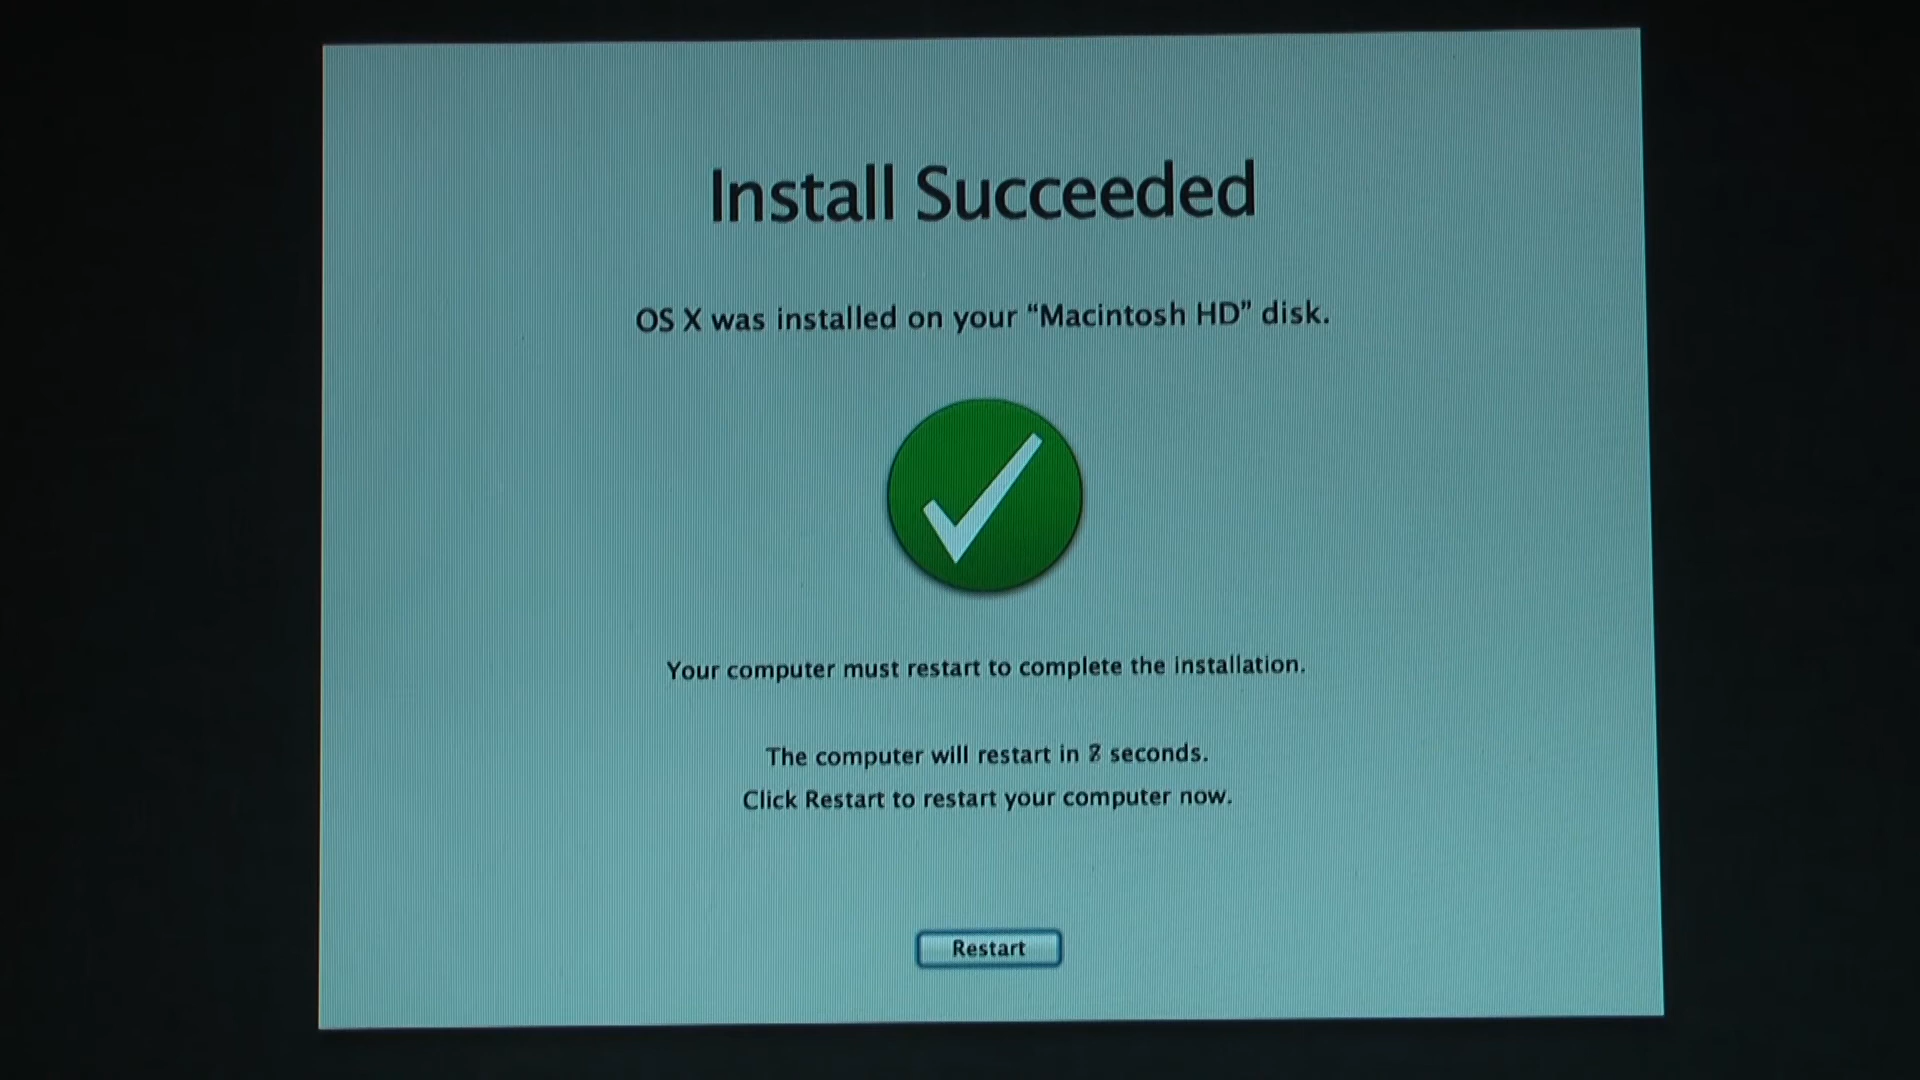 Install Succeeded
OS X was installed on your “Macintosh HD” disk.
Your computer must restart to complete the installation.
The computer will restart in seconds.
Click Restart to restart your computer now.
Restart